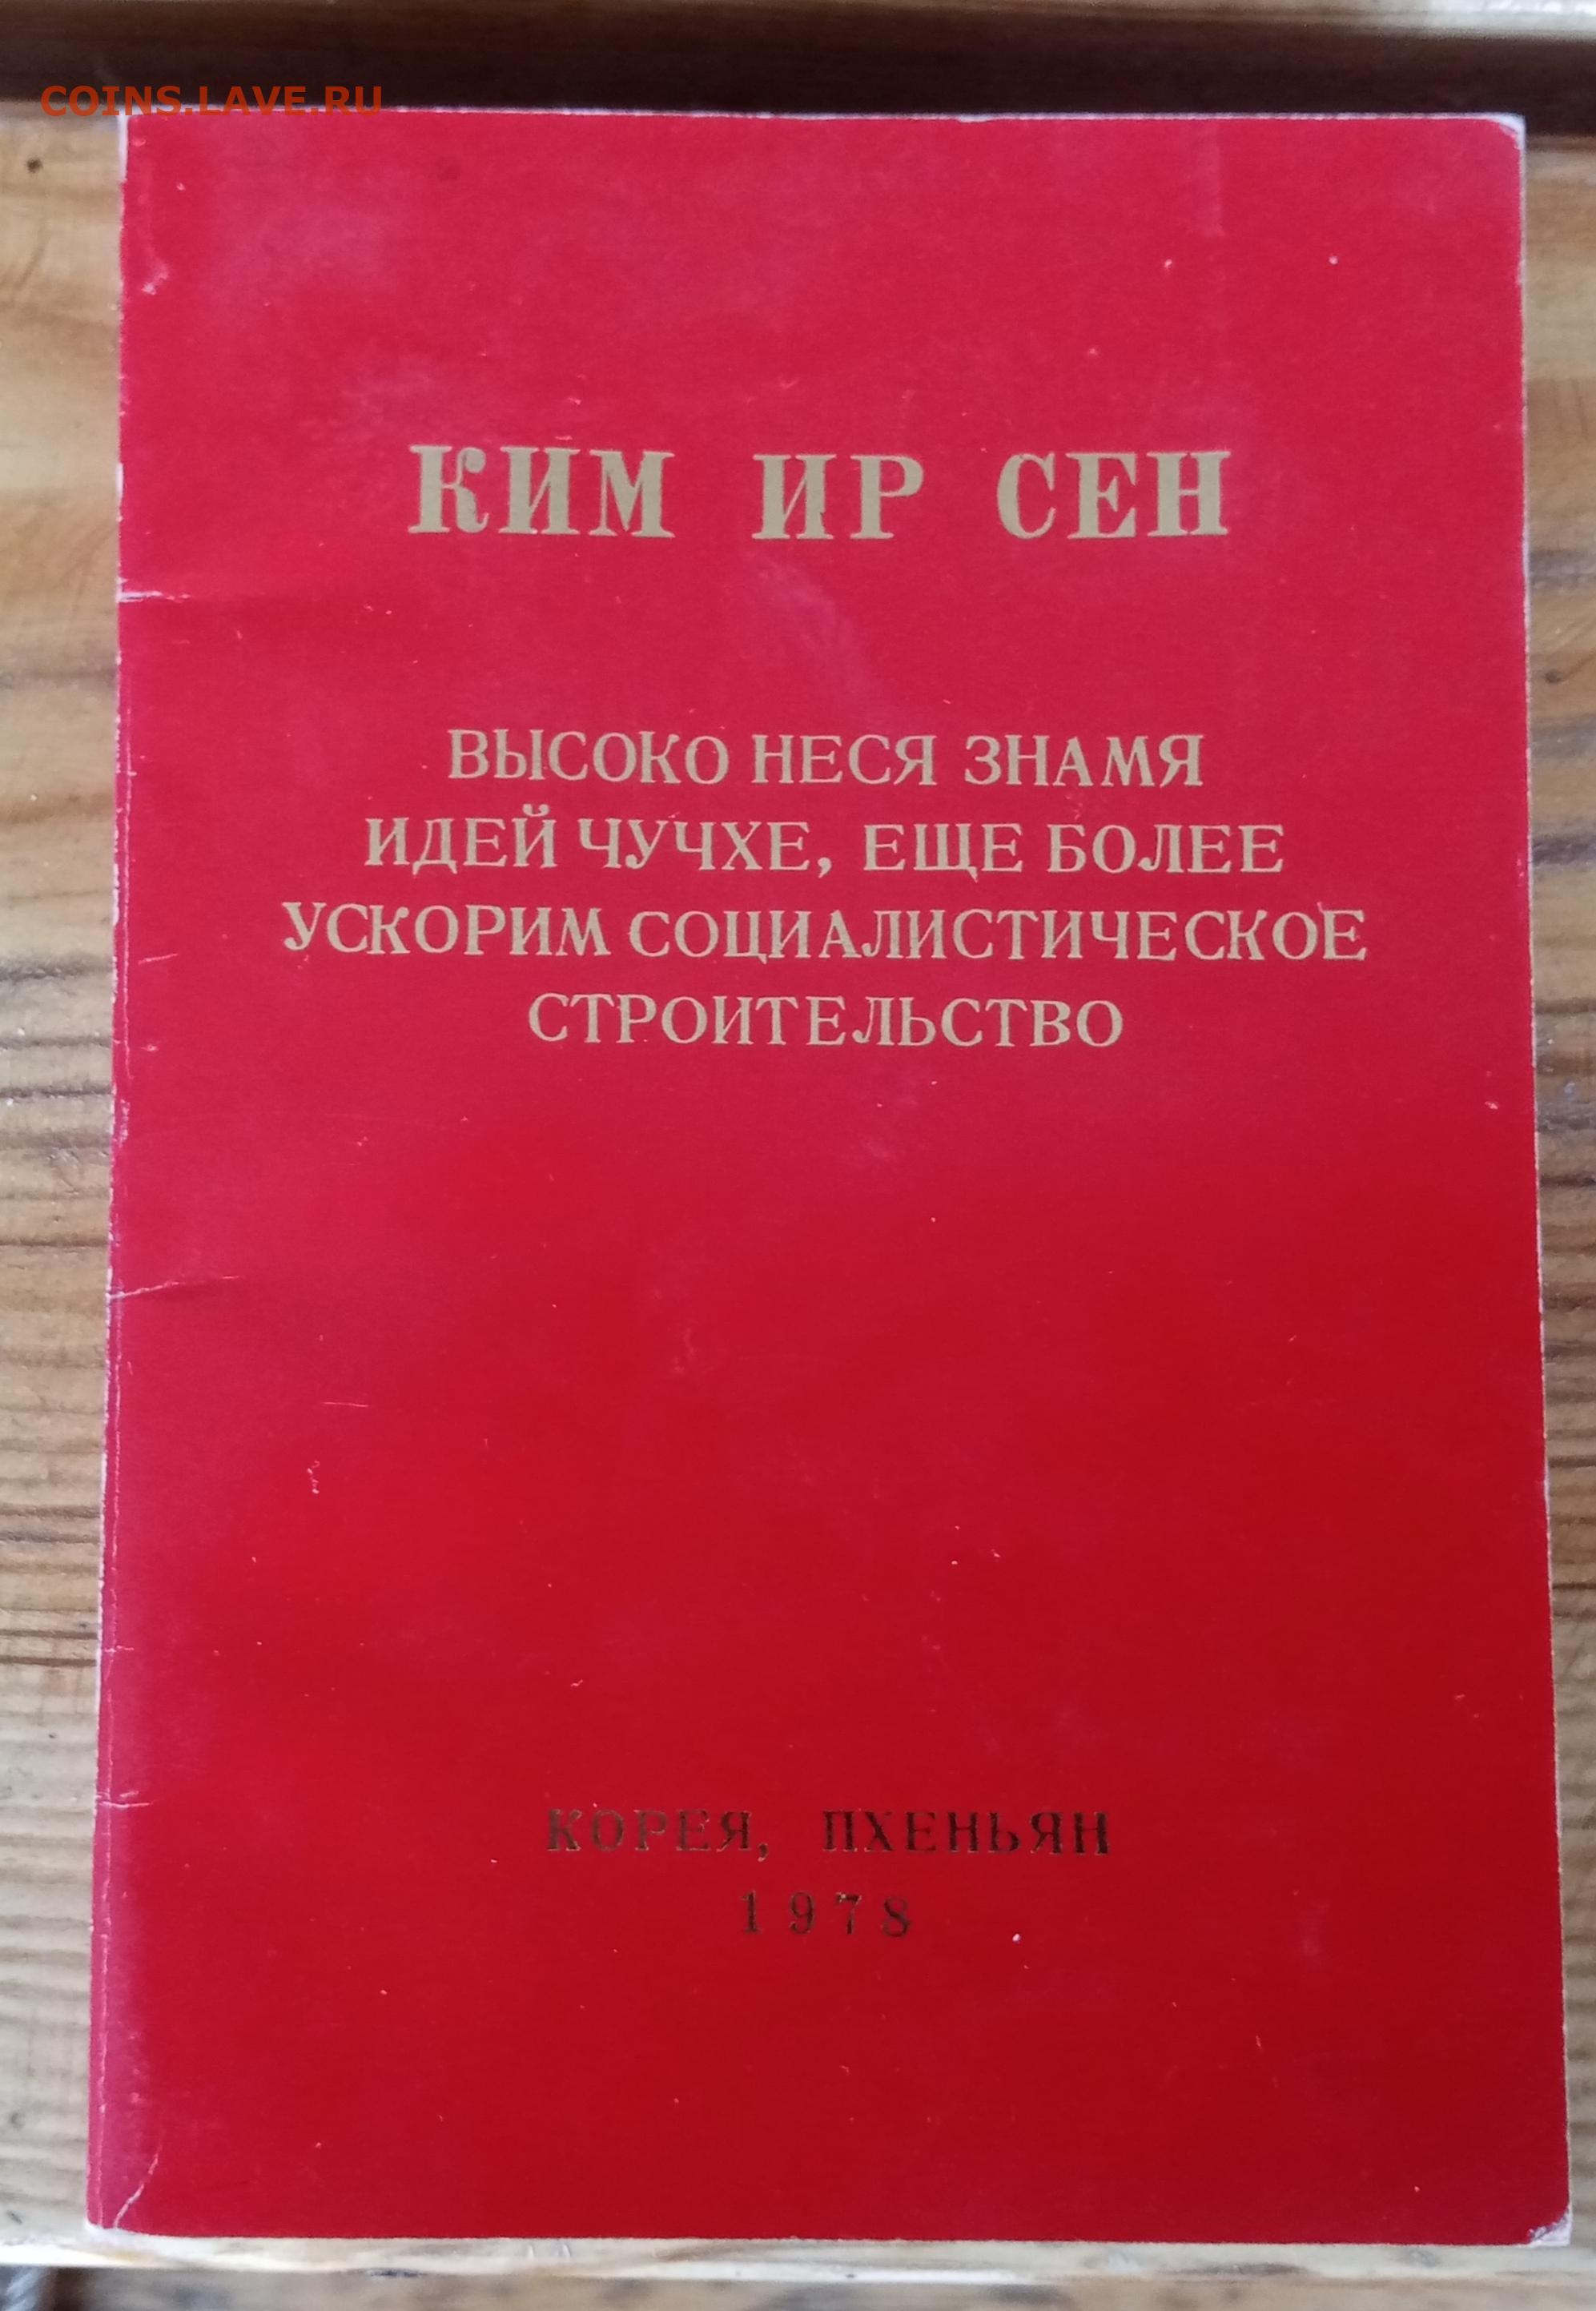 COINS.LAVE.RU
КИМ ИР СЕН
ВЫСОКО НЕСЯ ЗНАМЯ
ИДЕЙ ЧУЧХЕ, ЕЩЕ БОЛЕЕ
УСКОРИМ СОЦИАЛИСТИЧЕСКОЕ
СТРОИТЕЛЬСТВО
КОРЕЯ, ПХЕНЬЯН
1978